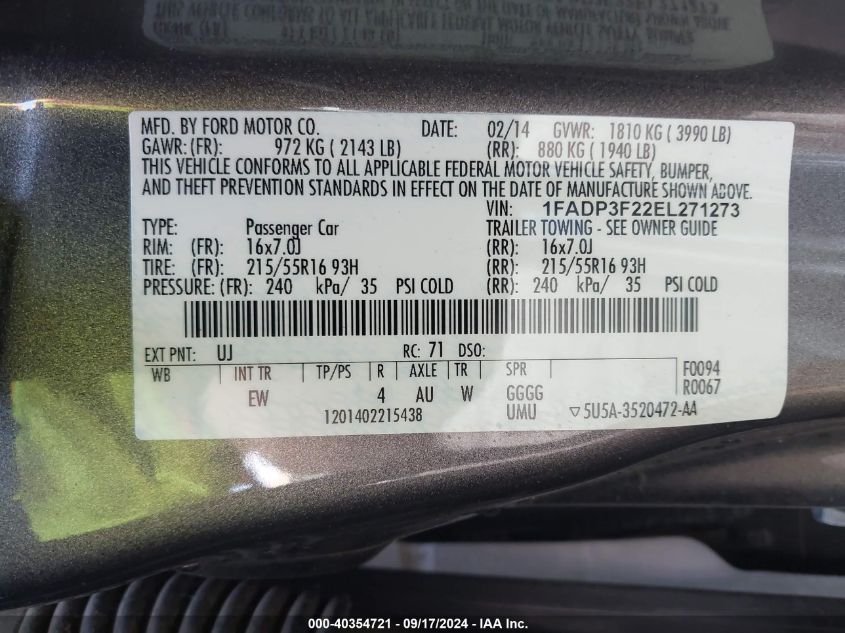 MFD. BY FORD MOTOR CO. DATE: 02/14 GVWR: 1810 KG ( 3990 LB)
GAWR: (FR): 972 KG ( 2143 LB) (RR): 880 KG ( 1940 LB)
THIS VEHICLE CONFORMS TO ALL APPLICABLE FEDERAL MOTOR VEHICLE SAFETY, BUMPER,
AND THEFT PREVENTION STANDARDS IN EFFECT ON THE DATE OF MANUFACTURE SHOWN ABOVE.
VIN: 1FADP3F22EL271273
TYPE: Passenger Car TRAILER TOWING - SEE OWNER GUIDE
RIM: (FR): 16x7.0J (RR): 16x7.0J
TIRE: (FR): 215/55R16 93H (RR): 215/55R16 93H
PRESSURE: (FR): 240 kPa/ 35 PSI COLD (RR): 240 kPa/ 35 PSI COLD
EXT PNT: UJ RC: 71 DSO:
WB INT TR TP/PS R AXLE TR SPR F0094
EW 4 AU W GGGG R0067
1201402215438 UMU ▽5U5A-3520472-AA
000-40354721 - 09/17/2024 - IAA Inc.